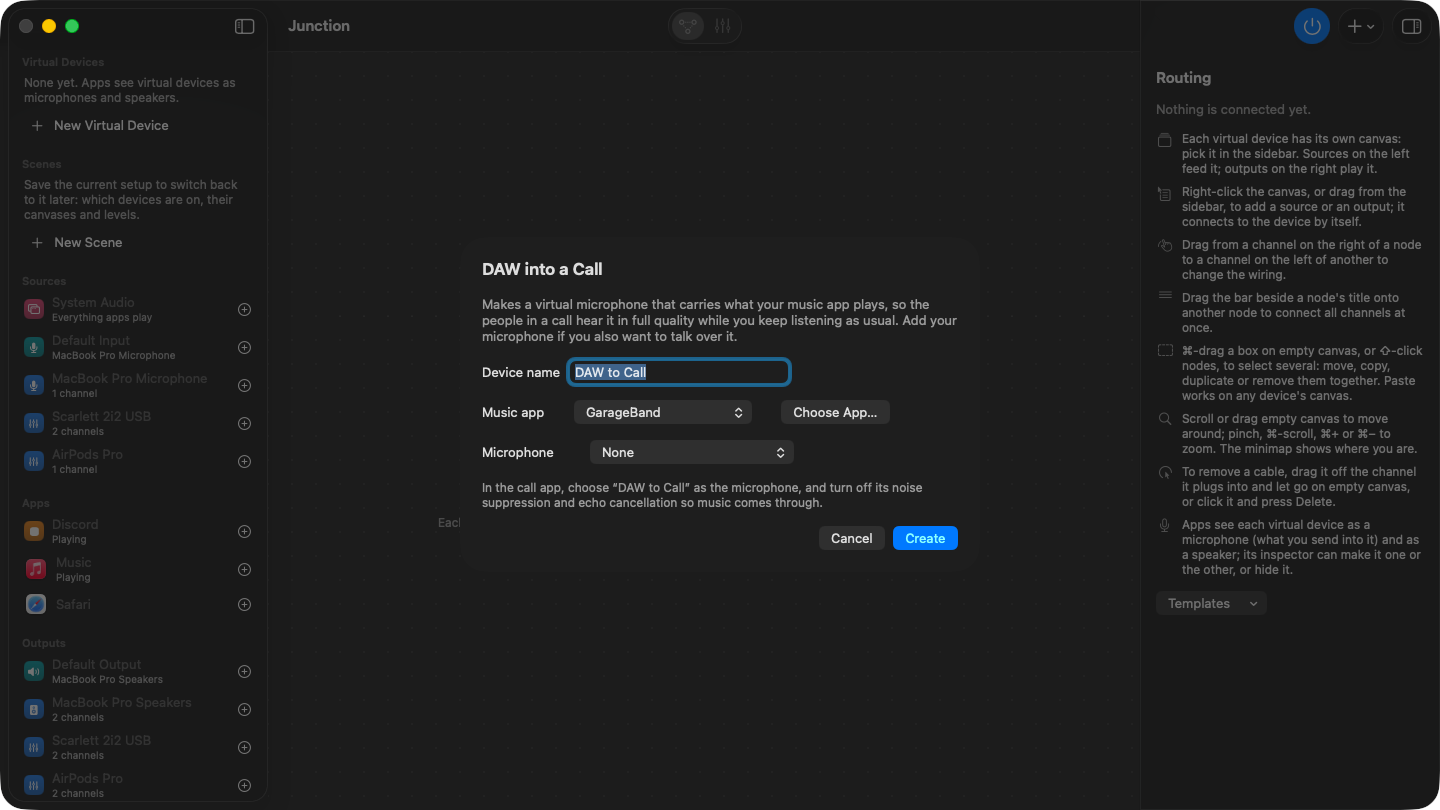 Junction
Virtual Devices
None yet. Apps see virtual devices as
microphones and speakers.
New Virtual Device
Scenes
Save the current setup to switch back
to it later: which devices are on, their
canvases and levels.
New Scene
Sources
System Audio
Everything apps play
Default Input
MacBook Pro Microphone
MacBook Pro Microphone
1 channel
Scarlett 2i2 USB
2 channels
AirPods Pro
1 channel
Apps
Discord
Playing
Music
Playing
Safari
Outputs
Default Output
MacBook Pro Speakers
MacBook Pro Speakers
2 channels
Scarlett 2i2 USB
2 channels
AirPods Pro
2 channels
Each
DAW into a Call
Makes a virtual microphone that carries what your music app plays, so the
people in a call hear it in full quality while you keep listening as usual. Add your
microphone if you also want to talk over it.
Device name DAW to Call
Music app GarageBand Choose App...
Microphone None
In the call app, choose “DAW to Call” as the microphone, and turn off its noise
suppression and echo cancellation so music comes through.
Cancel Create
Routing
Nothing is connected yet.
Each virtual device has its own canvas:
pick it in the sidebar. Sources on the left
feed it; outputs on the right play it.
Right-click the canvas, or drag from the
sidebar, to add a source or an output; it
connects to the device by itself.
Drag from a channel on the right of a node
to a channel on the left of another to
change the wiring.
Drag the bar beside a node's title onto
another node to connect all channels at
once.
⌘-drag a box on empty canvas, or ⇧-click
nodes, to select several: move, copy,
duplicate or remove them together. Paste
works on any device's canvas.
Scroll or drag empty canvas to move
around; pinch, ⌘-scroll, ⌘+ or ⌘− to
zoom. The minimap shows where you are.
To remove a cable, drag it off the channel
it plugs into and let go on empty canvas,
or click it and press Delete.
Apps see each virtual device as a
microphone (what you send into it) and as
a speaker; its inspector can make it one or
the other, or hide it.
Templates